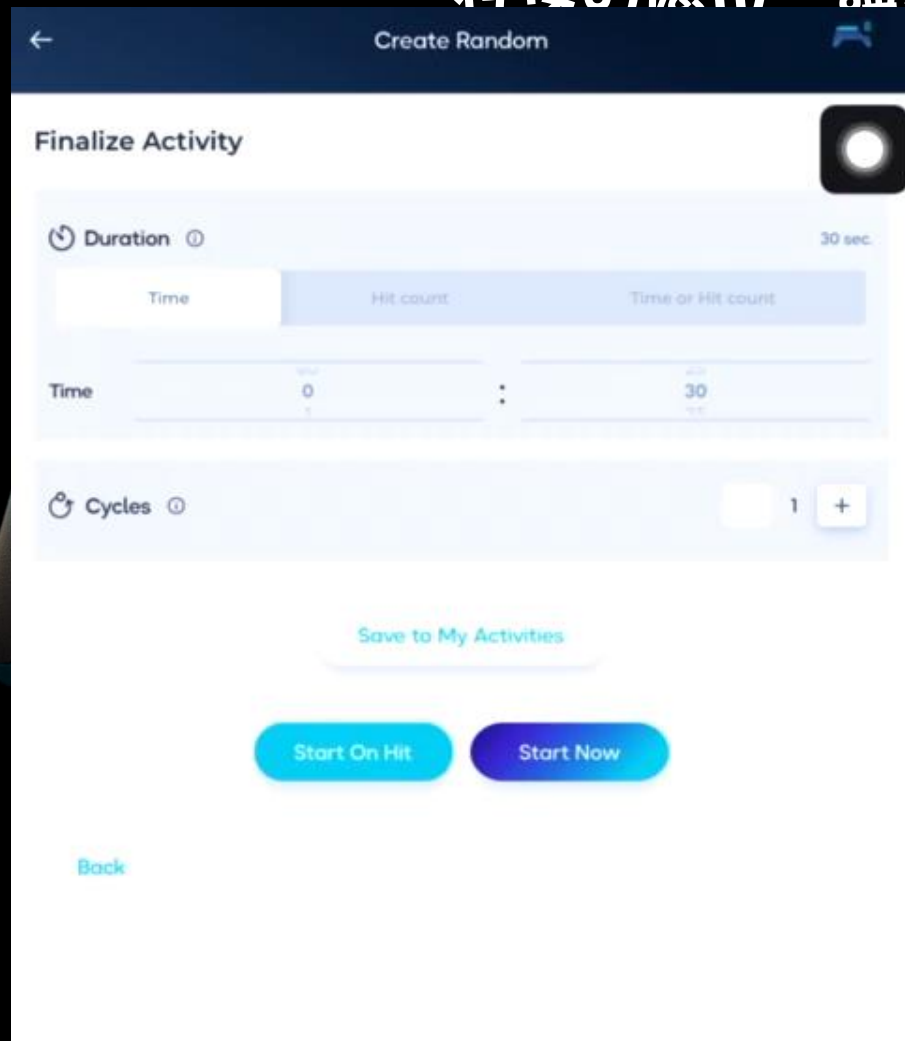 Create Random
Finalize Activity
Duration
30 sec.
Time
Hit count
Time or Hit count
Time
0
:
30
Cycles
1
+
Save to My Activities
Start On Hit
Start Now
Back